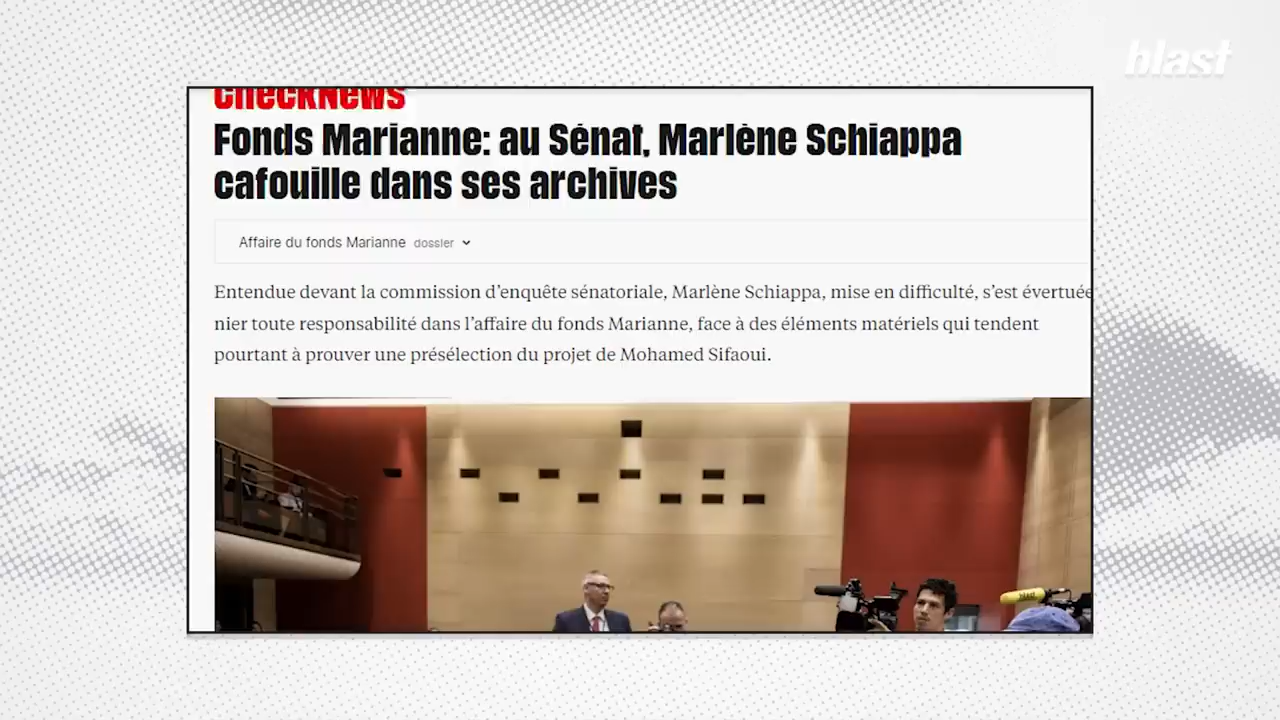 blast
CheckNews
Fonds Marianne: au Sénat, Marlène Schiappa
cafouille dans ses archives
Affaire du fonds Marianne dossier
Entendue devant la commission d’enquête sénatoriale, Marlène Schiappa, mise en difficulté, s’est évertuée
nier toute responsabilité dans l’affaire du fonds Marianne, face à des éléments matériels qui tendent
pourtant à prouver une présélection du projet de Mohamed Sifaoui.
blast